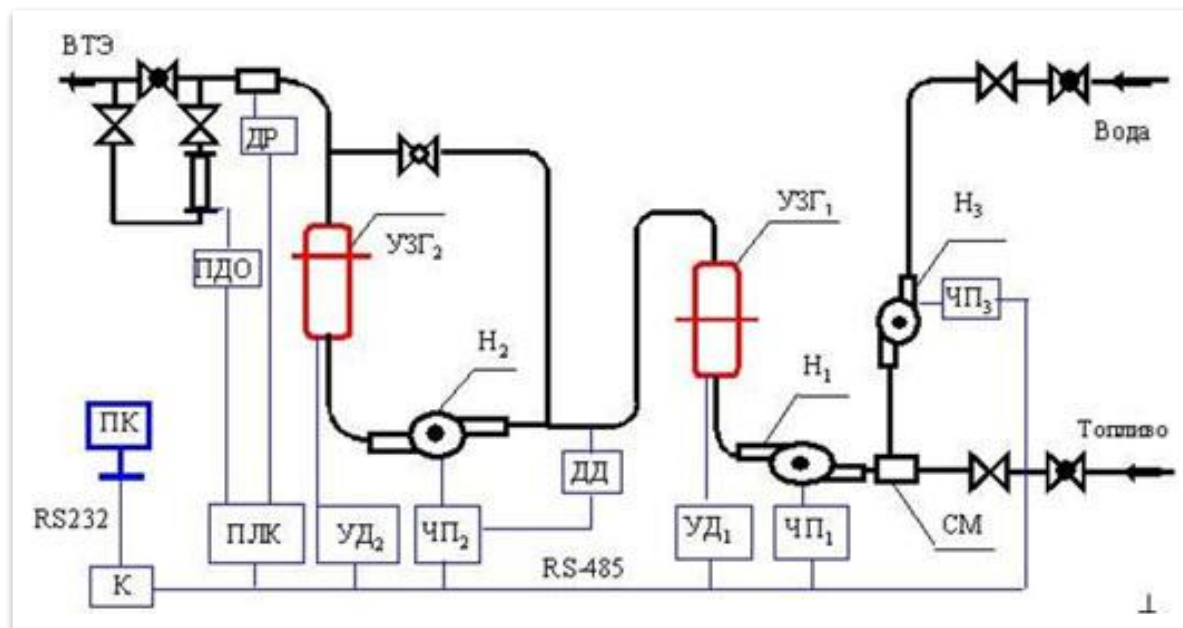 ВТЭ
Вода
ДР
УЗГ₁
Н₃
УЗГ₂
ПДО
ЧП₃
Н₂
Н₁
ПК
Топливо
ДД
RS232
ПЛК
УД₂
ЧП₂
УД₁
ЧП₁
СМ
RS-485
К